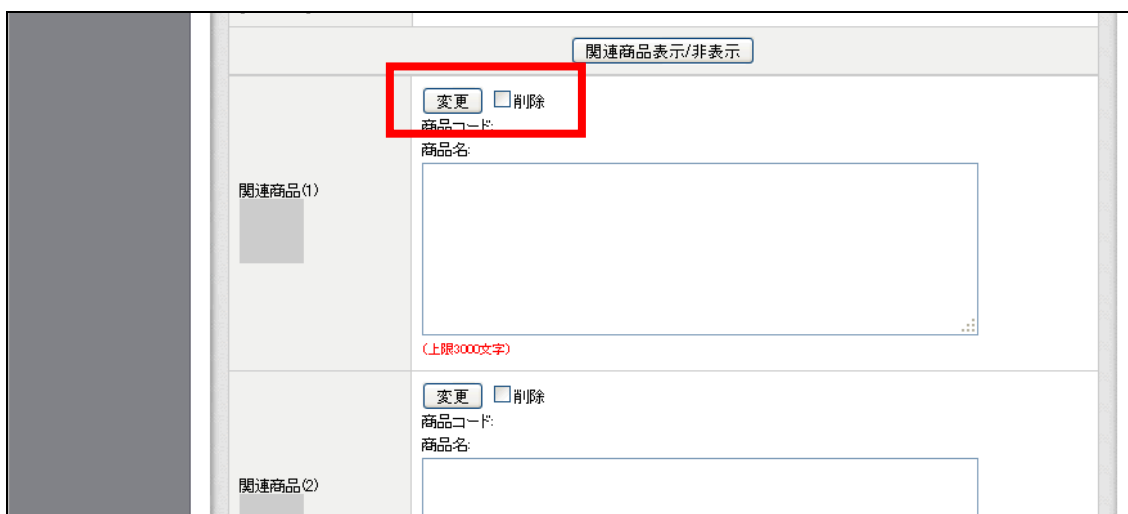 関連商品表示/非表示
変更 削除
商品コード:
商品名:
関連商品(1)
(上限3000文字)
変更 削除
商品コード:
商品名:
関連商品(2)